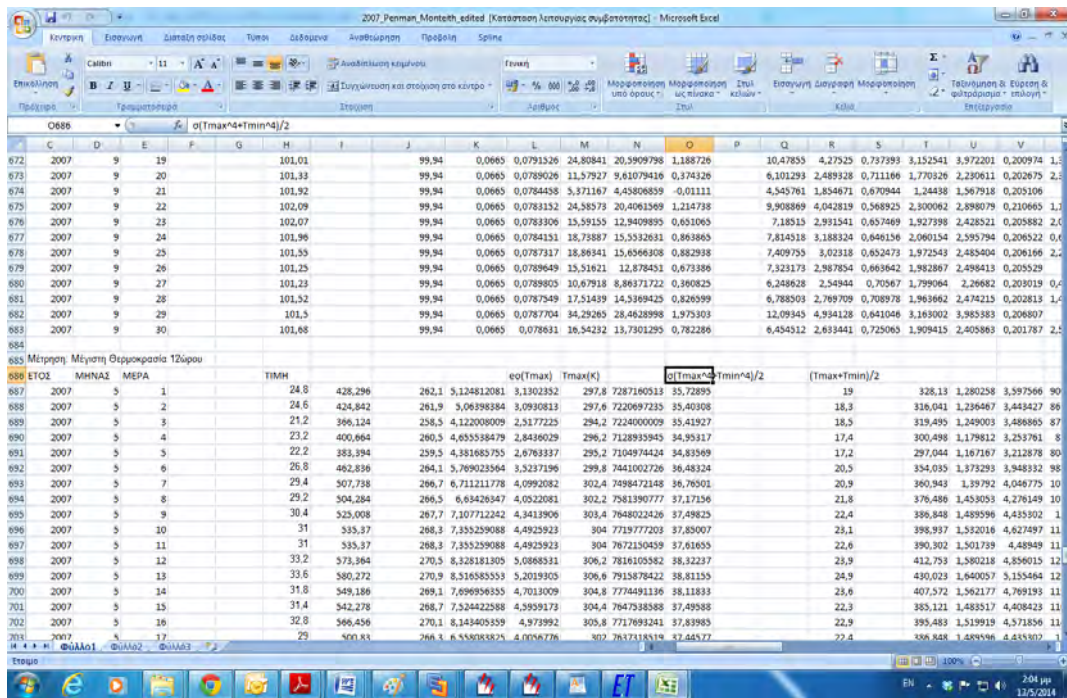 2007_Penman_Monteith_edited [Κατάσταση λειτουργίας συμβατότητας] - Microsoft Excel
Κεντρική Εισαγωγή Διάταξη σελίδας Τύποι Δεδομένα Αναθεώρηση Προβολή Spline
Calibri 11 Αναδίπλωση κειμένου Γενική
Επικόλληση B I U Συγχώνευση και στοίχιση στο κέντρο % 000 Μορφοποίηση υπό όρους Μορφοποίηση ως πίνακα Στυλ κελιών Εισαγωγή Διαγραφή Μορφοποίηση Ταξινόμηση & φιλτράρισμα Εύρεση & επιλογή
Πρόχειρο Γραμματοσειρά Στοίχιση Αριθμός Στυλ Κελιά Επεξεργασία
O686 fx σ(Tmax^4+Tmin^4)/2
C D E F G H I J K L M N O P Q R S T U V
672 2007 9 19 101,01 99,94 0,0665 0,0791526 24,80841 20,5909798 1,188726 10,47855 4,27525 0,737393 3,152541 3,972201 0,200974
673 2007 9 20 101,33 99,94 0,0665 0,0789026 11,57927 9,61079416 0,374326 6,101293 2,489328 0,711166 1,770326 2,230611 0,202675
674 2007 9 21 101,92 99,94 0,0665 0,0784458 5,371167 4,45806859 -0,01111 4,545761 1,854671 0,670944 1,24438 1,567918 0,205106
675 2007 9 22 102,09 99,94 0,0665 0,0783152 24,58573 20,4061569 1,214738 9,908869 4,042819 0,568925 2,300062 2,898079 0,210665
676 2007 9 23 102,07 99,94 0,0665 0,0783306 15,59155 12,9409895 0,651065 7,18515 2,931541 0,657469 1,927398 2,428521 0,205882
677 2007 9 24 101,96 99,94 0,0665 0,0784151 18,73887 15,5532631 0,863865 7,814518 3,188324 0,646156 2,060154 2,595794 0,206522
678 2007 9 25 101,55 99,94 0,0665 0,0787317 18,86341 15,6566308 0,882938 7,409755 3,02318 0,652473 1,972543 2,485404 0,206166
679 2007 9 26 101,25 99,94 0,0665 0,0789649 15,51621 12,878451 0,673386 7,323173 2,987854 0,663642 1,982867 2,498413 0,205529
680 2007 9 27 101,23 99,94 0,0665 0,0789805 10,67918 8,86371722 0,360825 6,248628 2,54944 0,70567 1,799064 2,26682 0,203019
681 2007 9 28 101,52 99,94 0,0665 0,0787549 17,51439 14,5369425 0,826599 6,788503 2,769709 0,708978 1,963662 2,474215 0,202813
682 2007 9 29 101,5 99,94 0,0665 0,0787704 34,29265 28,4628998 1,975303 12,09345 4,934128 0,641046 3,163002 3,985383 0,206807
683 2007 9 30 101,68 99,94 0,0665 0,078631 16,54232 13,7301295 0,782286 6,454512 2,633441 0,725065 1,909415 2,405863 0,201787
684
685 Μέτρηση: Μέγιστη Θερμοκρασία 12ώρου
686 ΕΤΟΣ ΜΗΝΑΣ ΜΕΡΑ ΤΙΜΗ eo(Tmax) Tmax(K) σ(Tmax^4+Tmin^4)/2 (Tmax+Tmin)/2
687 2007 5 1 24,8 428,296 262,1 5,124812081 3,1302352 297,8 7287160513 35,72895 19 328,13 1,280258 3,597566
688 2007 5 2 24,6 424,842 261,9 5,06398384 3,0930813 297,6 7220697235 35,40308 18,3 316,041 1,236467 3,443427
689 2007 5 3 21,2 366,124 258,5 4,122008009 2,5177225 294,2 7224000009 35,41927 18,5 319,495 1,249003 3,486865
690 2007 5 4 23,2 400,664 260,5 4,655538479 2,8436029 296,2 7128935945 34,95317 17,4 300,498 1,179812 3,253761
691 2007 5 5 22,2 383,394 259,5 4,381685755 2,6763337 295,2 7104974424 34,83569 17,2 297,044 1,167167 3,212878
692 2007 5 6 26,8 462,836 264,1 5,769023564 3,5237196 299,8 7441002726 36,48324 20,5 354,035 1,373293 3,948332
693 2007 5 7 29,4 507,738 266,7 6,711211778 4,0992082 302,4 7498472148 36,76501 20,9 360,943 1,39792 4,046775
694 2007 5 8 29,2 504,284 266,5 6,63426347 4,0522081 302,2 7581390777 37,17156 21,8 376,486 1,453053 4,276149
695 2007 5 9 30,4 525,008 267,7 7,107712242 4,3413906 303,4 7648022426 37,49825 22,4 386,848 1,489596 4,435302
696 2007 5 10 31 535,37 268,3 7,355259088 4,4925923 304 7719777203 37,85007 23,1 398,937 1,532016 4,627497
697 2007 5 11 31 535,37 268,3 7,355259088 4,4925923 304 7672150459 37,61655 22,6 390,302 1,501739 4,48949
698 2007 5 12 33,2 573,364 270,5 8,328181305 5,0868531 306,2 7816105582 38,32237 23,9 412,753 1,580218 4,856015
699 2007 5 13 33,6 580,272 270,9 8,516585553 5,2019305 306,6 7915878422 38,81155 24,9 430,023 1,640057 5,155464
700 2007 5 14 31,8 549,186 269,1 7,696956355 4,7013009 304,8 7774491136 38,11833 23,6 407,572 1,562177 4,769193
701 2007 5 15 31,4 542,278 268,7 7,524422588 4,5959173 304,4 7647538588 37,49588 22,3 385,121 1,483517 4,408423
702 2007 5 16 32,8 566,456 270,1 8,143405359 4,973992 305,8 7717693241 37,83985 22,9 395,483 1,519919 4,571856
703 2007 5 17 29 500,83 266,3 6,558083825 4,0056776 302 7637318519 37,44577 22,4 386,848 1,489596 4,435302
Φύλλο1 Φύλλο2 Φύλλο3
Έτοιμο 100%
EN 2:04 μμ
13/5/2014